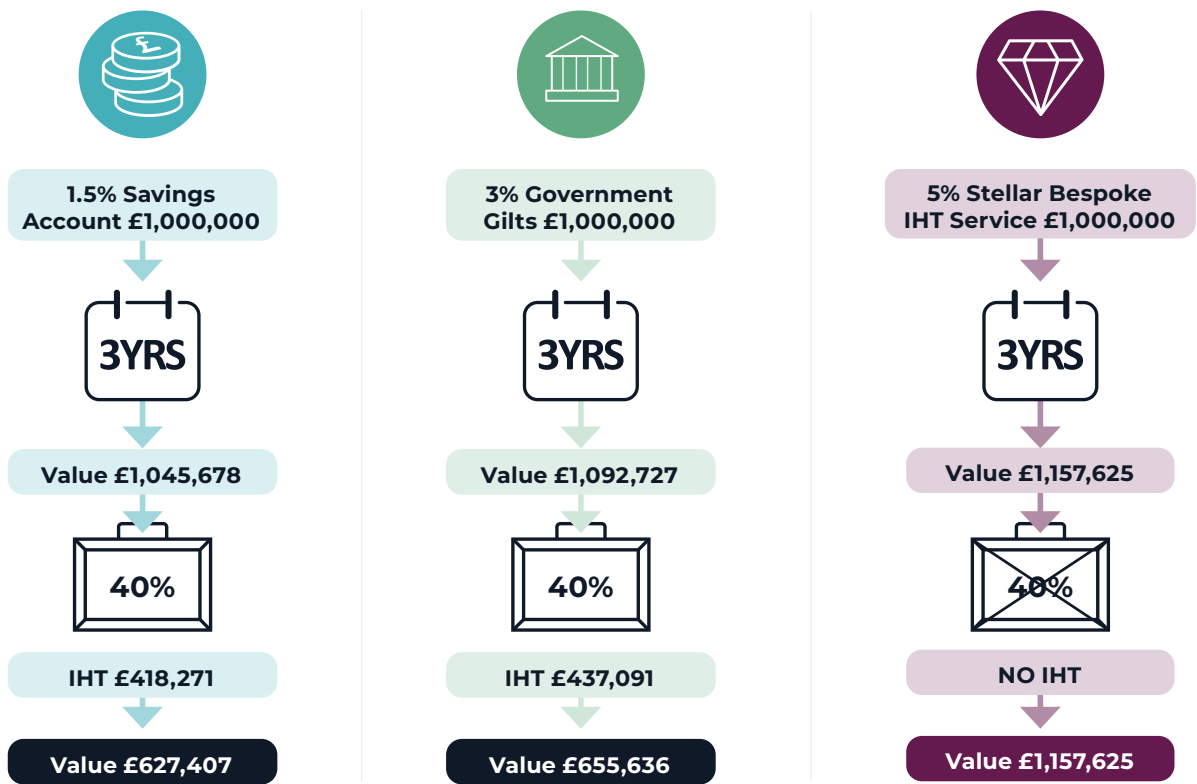 £
1.5% Savings
Account £1,000,000
3YRS
Value £1,045,678
40%
IHT £418,271
Value £627,407
3% Government
Gilts £1,000,000
3YRS
Value £1,092,727
40%
IHT £437,091
Value £655,636
5% Stellar Bespoke
IHT Service £1,000,000
3YRS
Value £1,157,625
40%
NO IHT
Value £1,157,625